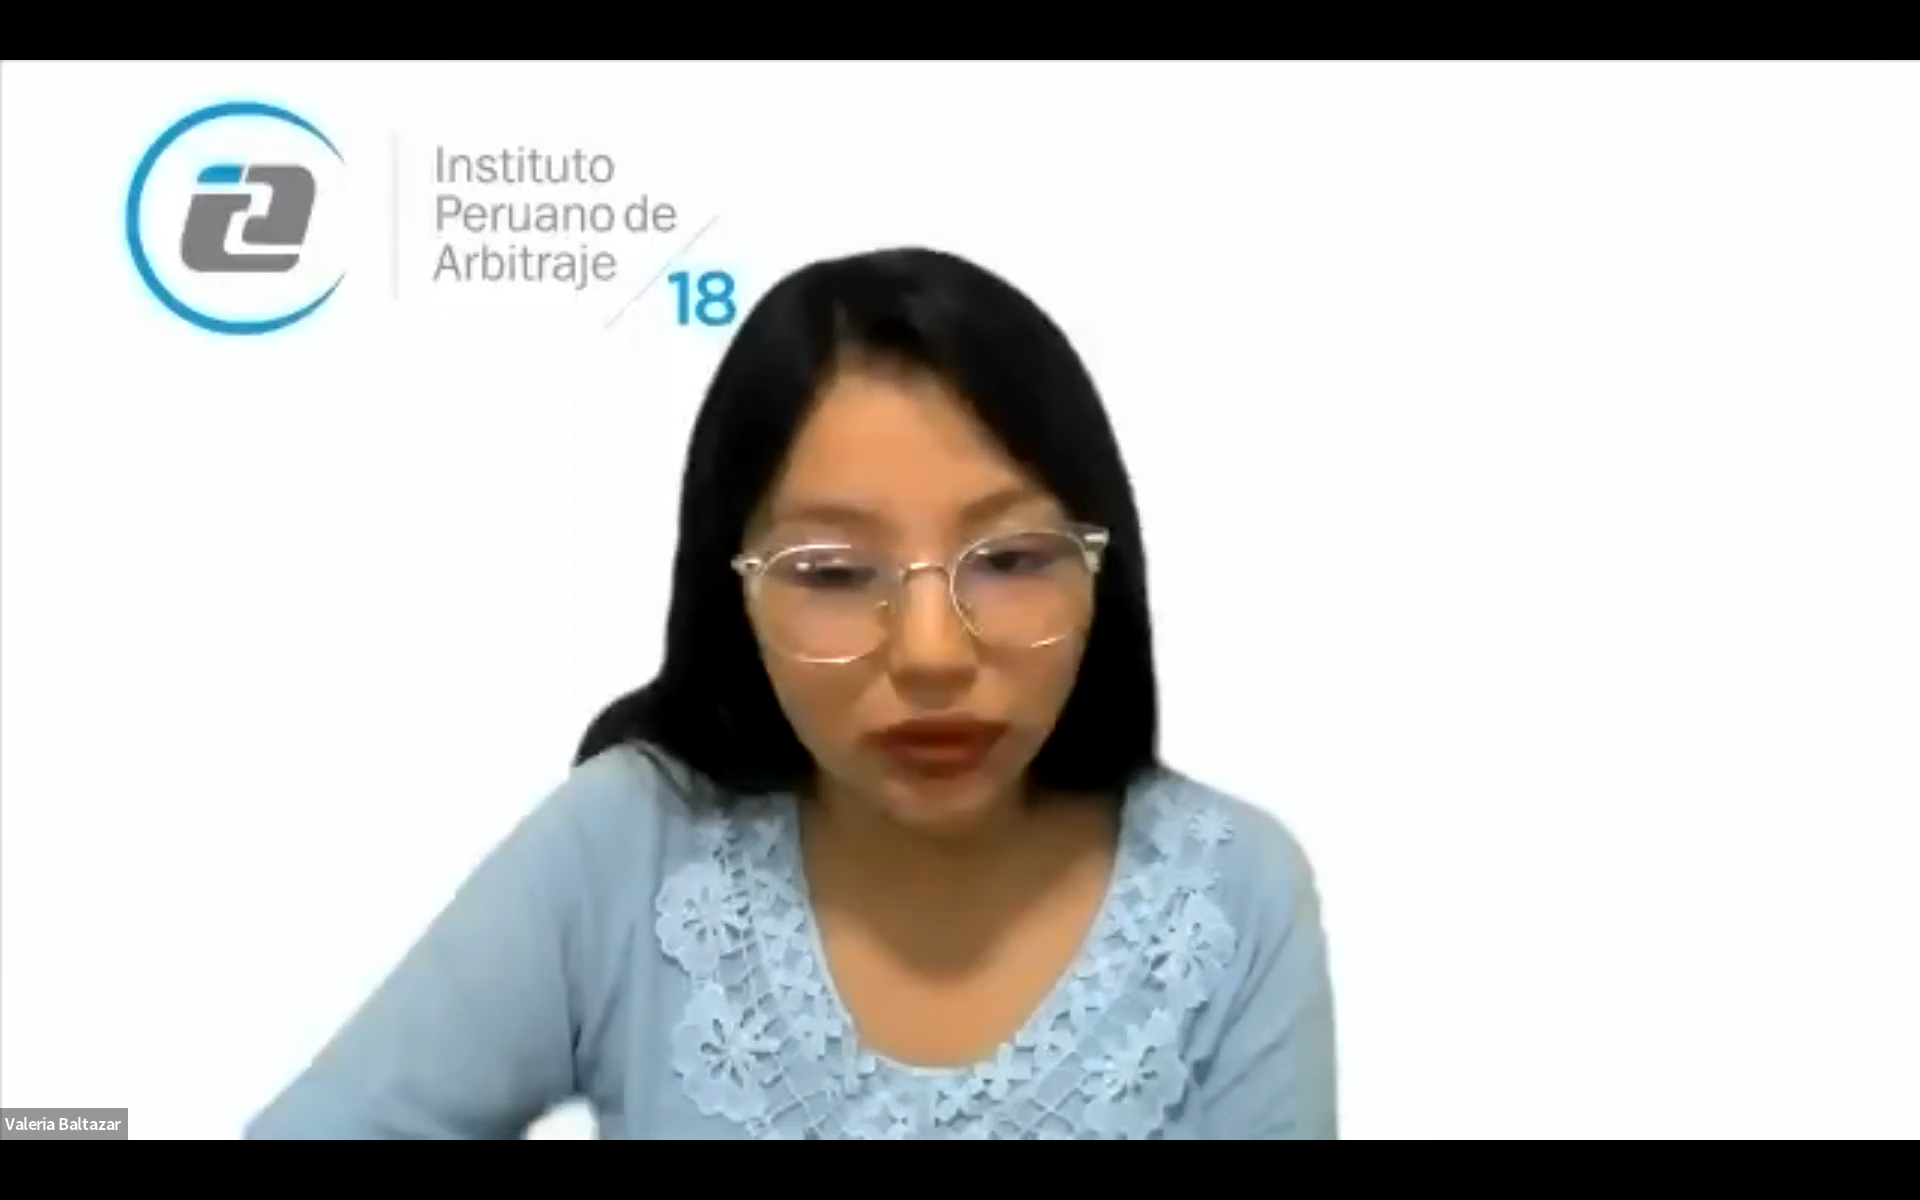 Instituto
Peruano de
Arbitraje
18
Valeria Baltazar